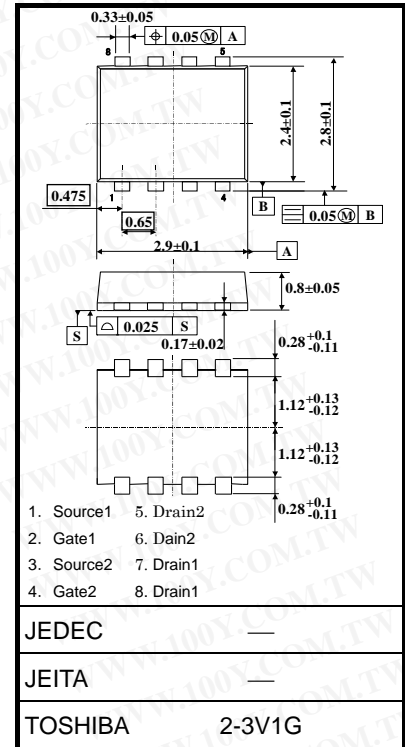 0.33±0.05
⌖ 0.05 Ⓜ A
8 5
2.4±0.1
2.8±0.1
0.475
1 4
0.65
B
0.05 Ⓜ B
2.9±0.1
A
0.8±0.05
S
⌓ 0.025 S
0.17±0.02
0.28 +0.1 -0.11
1.12 +0.13 -0.12
1.12 +0.13 -0.12
0.28 +0.1 -0.11
1. Source1 5. Drain2
2. Gate1 6. Dain2
3. Source2 7. Drain1
4. Gate2 8. Drain1
JEDEC —
JEITA —
TOSHIBA 2-3V1G
WWW.100Y.COM.TW